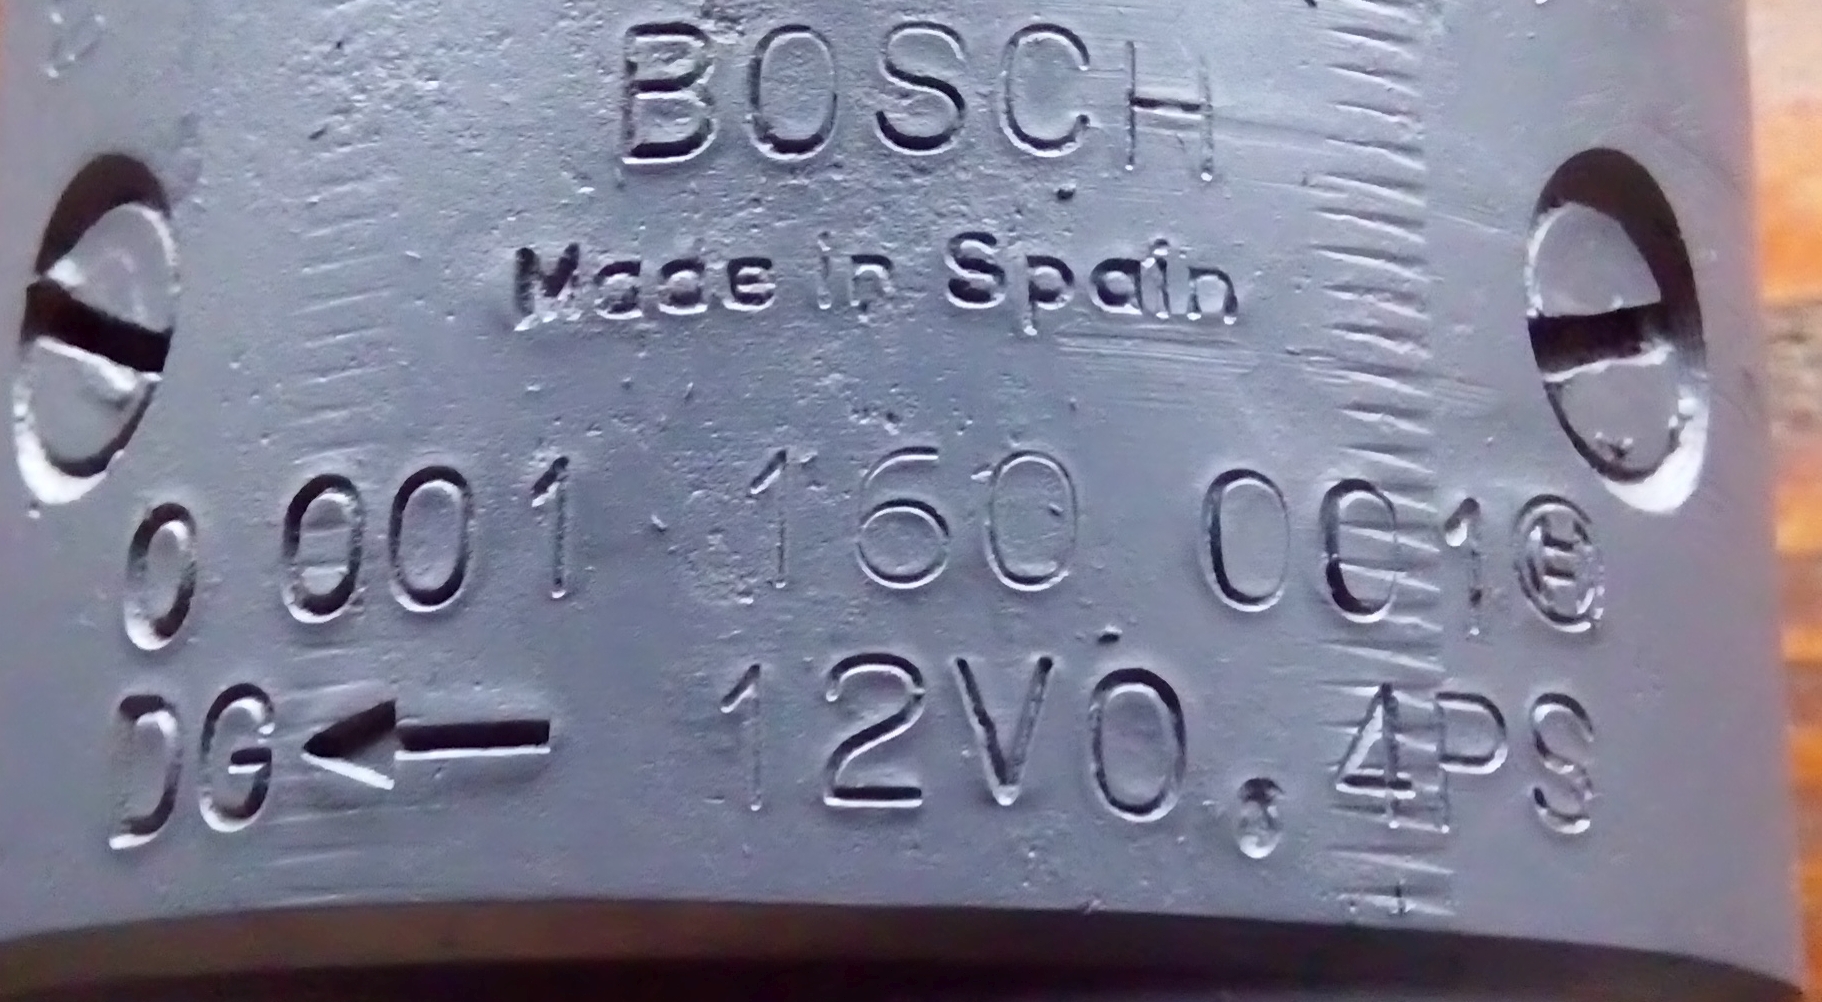 BOSCH
Made in Spain
0 001 160 001 Ⓗ
DG ← 12V0,4PS